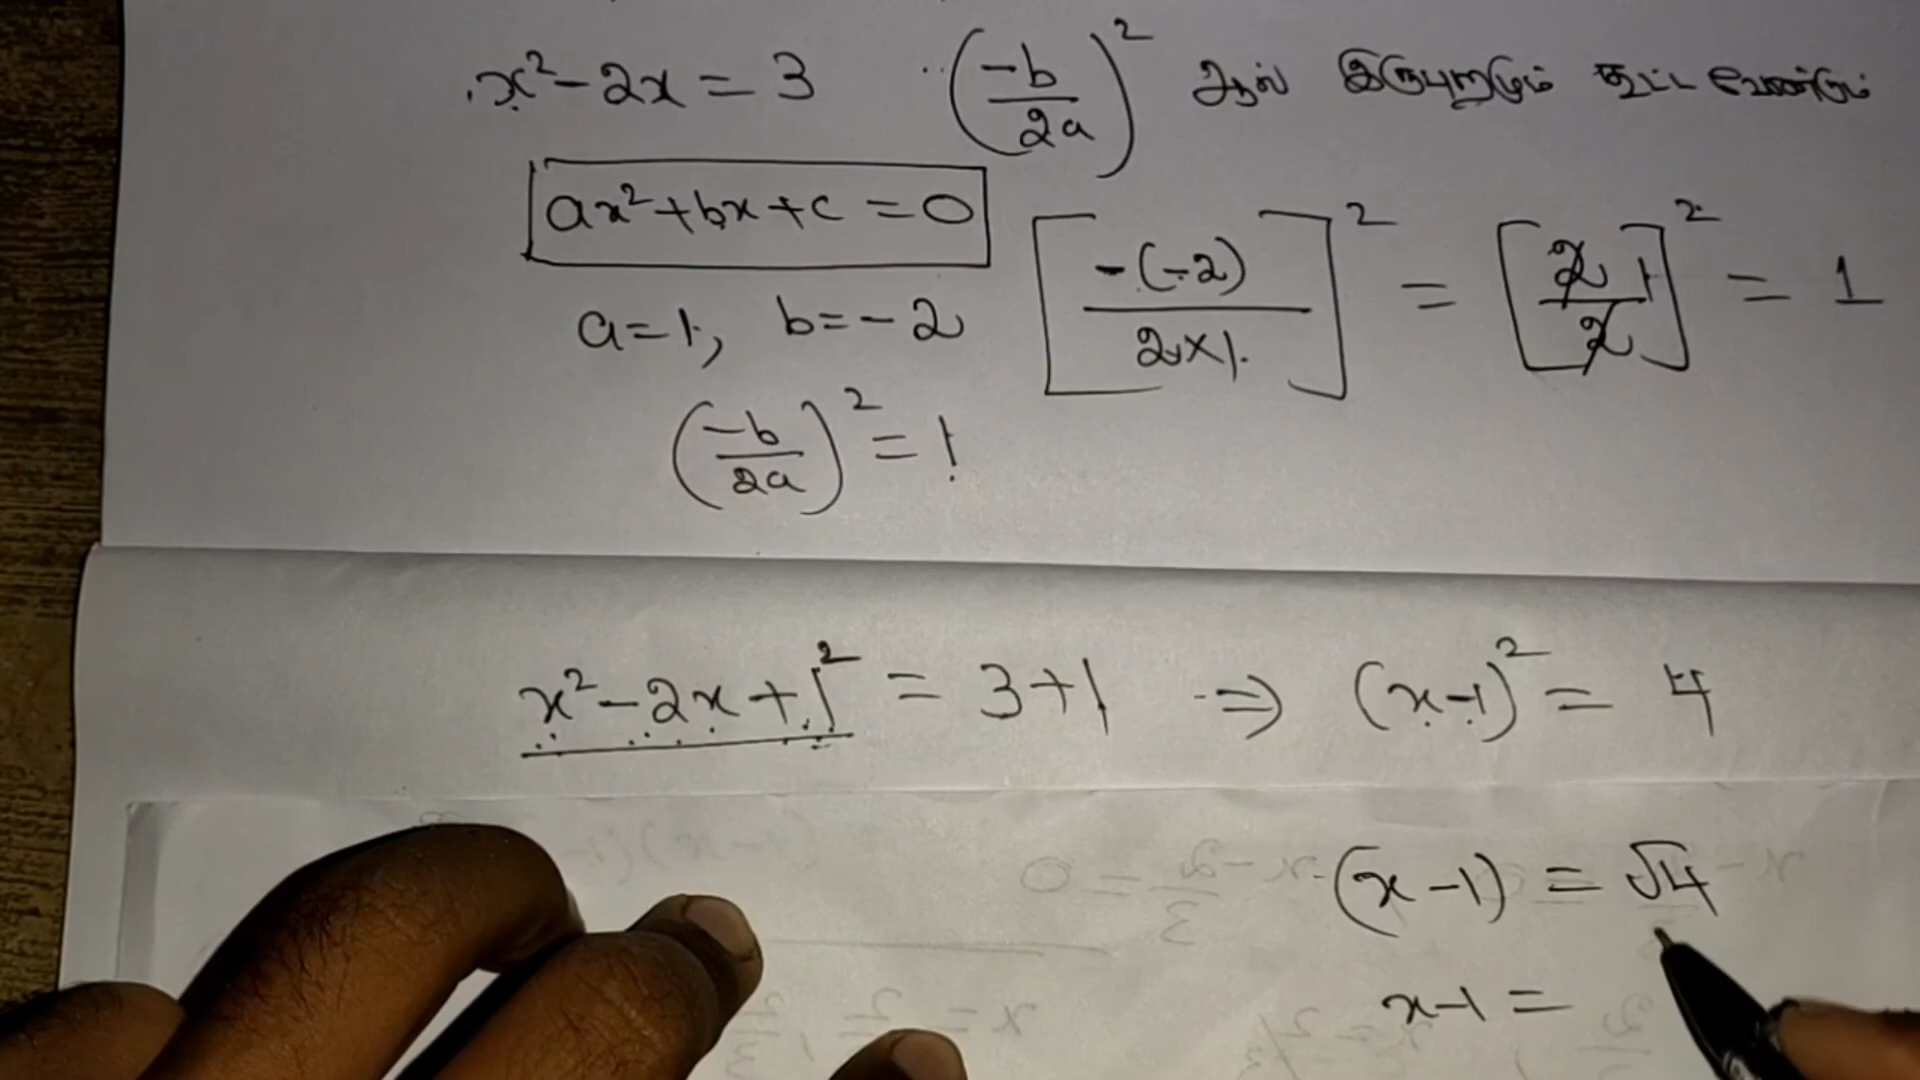 x² - 2x = 3 (-b/2a)² ஆல் இருபுறமும் கூட்ட வேண்டும்
ax² + bx + c = 0
[-(-2)/2×1]² = [2/2]² = 1
a = 1, b = -2
(-b/2a)² = 1
x² - 2x + 1² = 3 + 1 ⇒ (x - 1)² = 4
(x - 1) = √4
x - 1 =